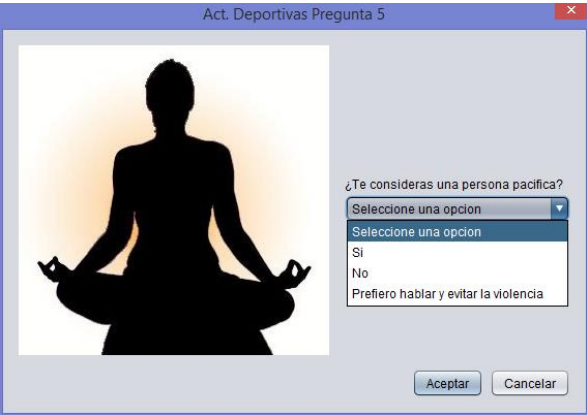 Act. Deportivas Pregunta 5
¿Te consideras una persona pacifica?
Seleccione una opcion
Seleccione una opcion
Si
No
Prefiero hablar y evitar la violencia
Aceptar
Cancelar